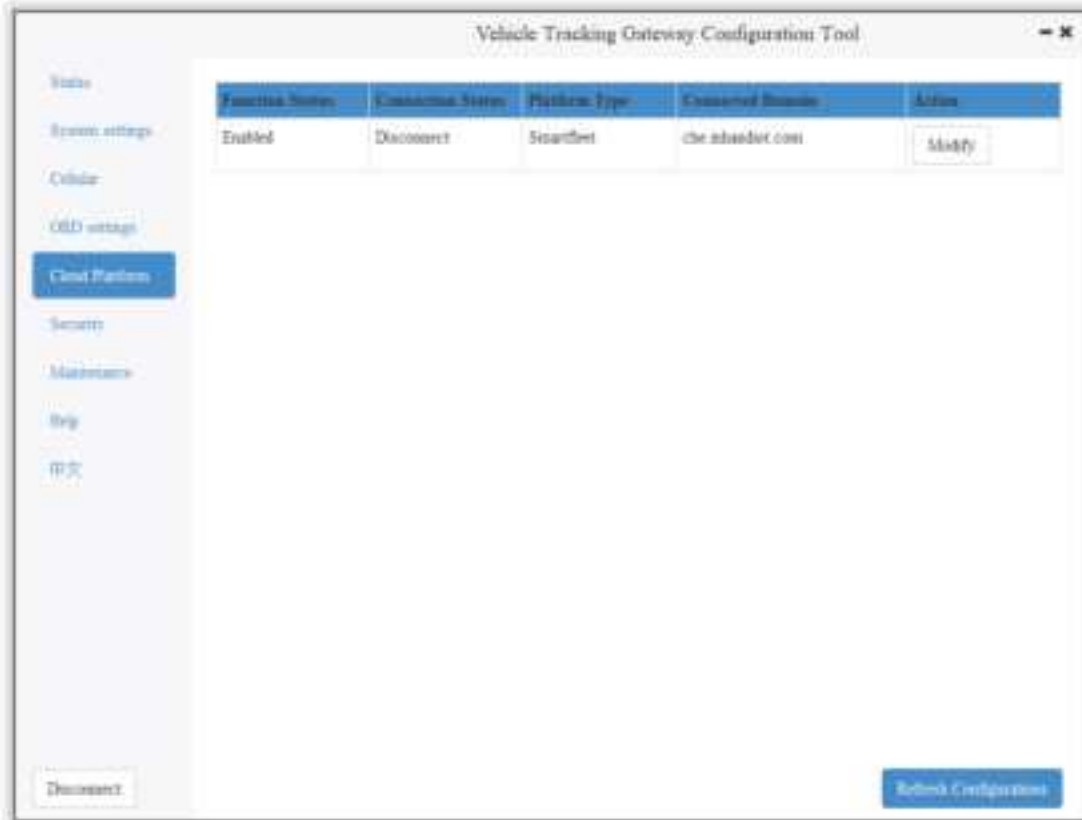 Vehicle Tracking Gateway Configuration Tool
Status
System settings
Cellular
OBD settings
Cloud Platform
Security
Maintenance
Help
中文
Function Status Connection Status Platform Type Connected Domain Action
Enabled Disconnect Smartfleet Modify
Disconnect
Refresh Configurations